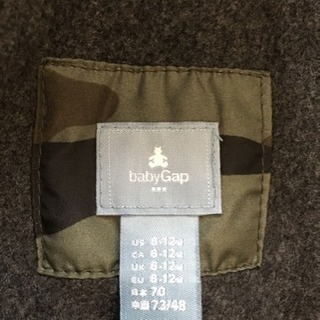 babyGap
US 6-12M
CA 6-12M
UK 6-12M
EU 6-12M
日本 70
中国 73/48